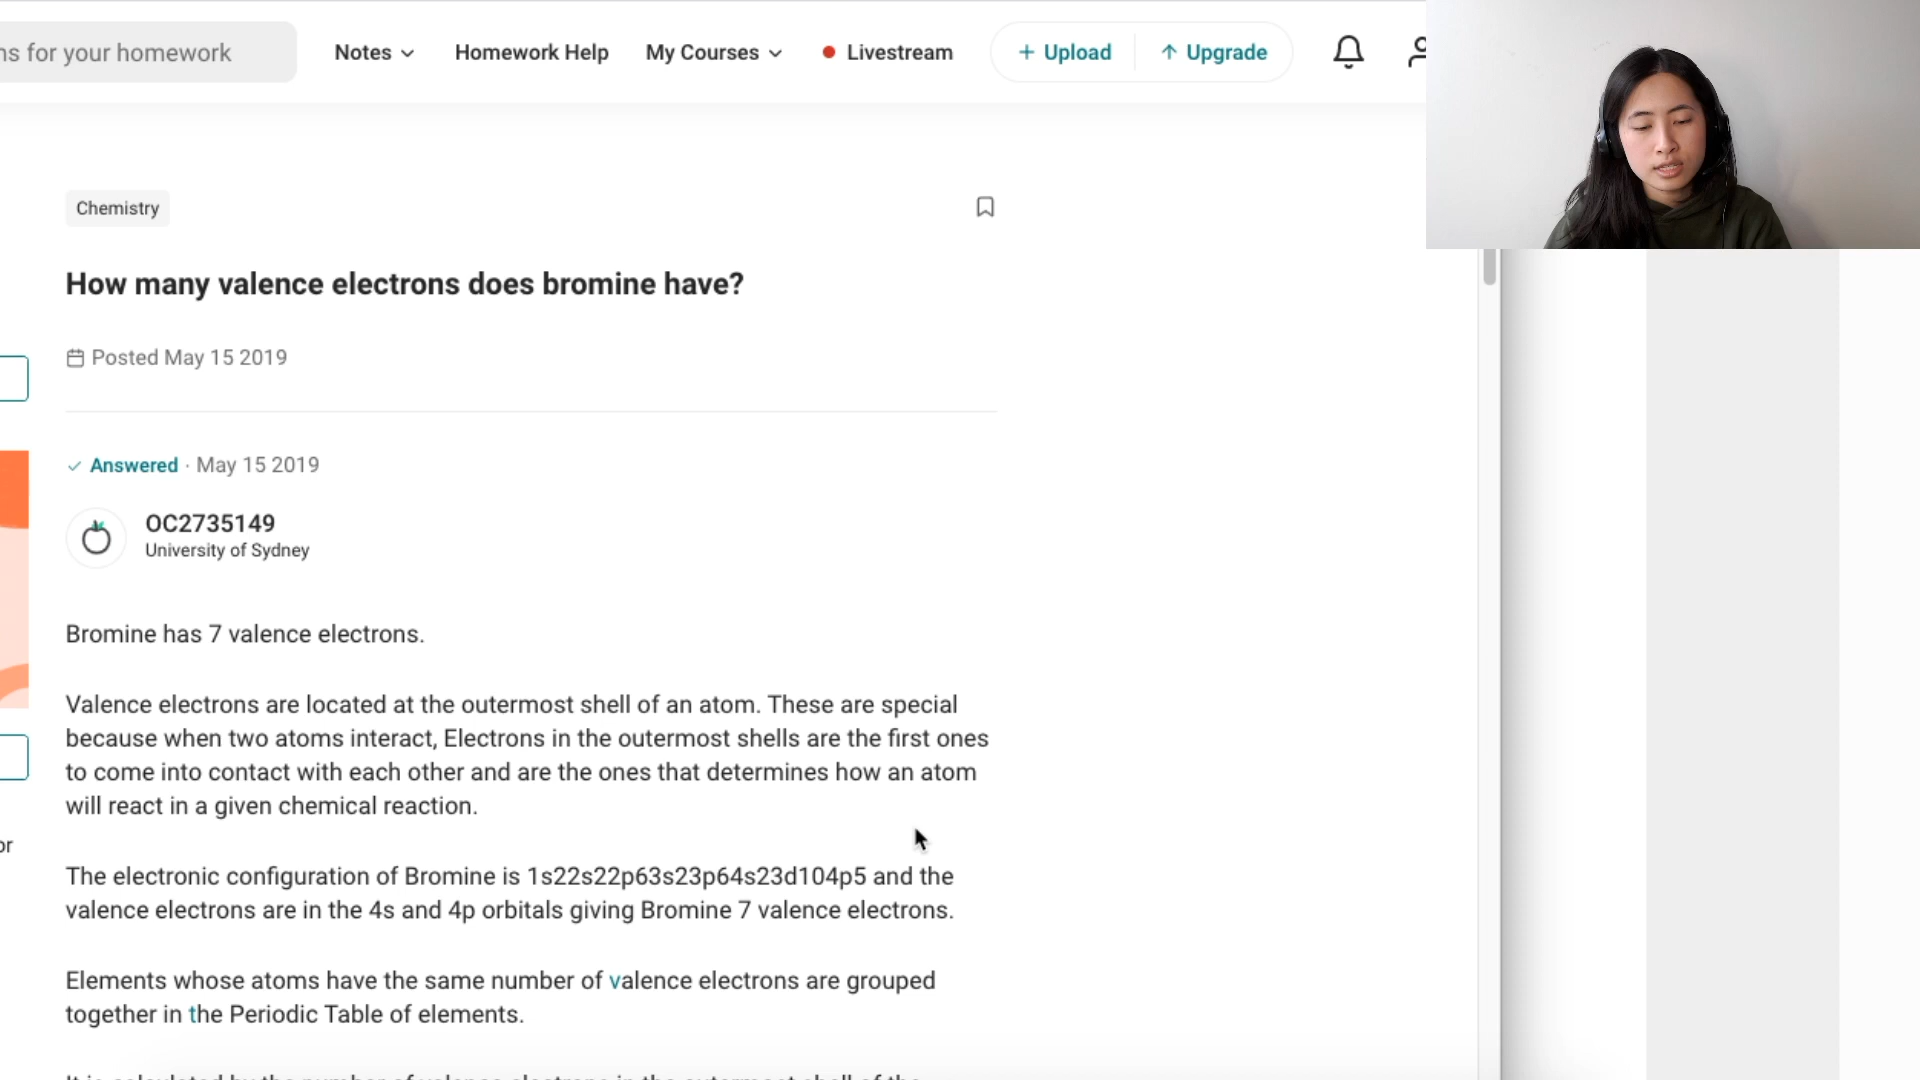 ns for your homework
Notes
Homework Help
My Courses
Livestream
+ Upload
Upgrade
Chemistry
How many valence electrons does bromine have?
Posted May 15 2019
Answered · May 15 2019
OC2735149
University of Sydney
Bromine has 7 valence electrons.
Valence electrons are located at the outermost shell of an atom. These are special
because when two atoms interact, Electrons in the outermost shells are the first ones
to come into contact with each other and are the ones that determines how an atom
will react in a given chemical reaction.
or
The electronic configuration of Bromine is 1s22s22p63s23p64s23d104p5 and the
valence electrons are in the 4s and 4p orbitals giving Bromine 7 valence electrons.
Elements whose atoms have the same number of valence electrons are grouped
together in the Periodic Table of elements.